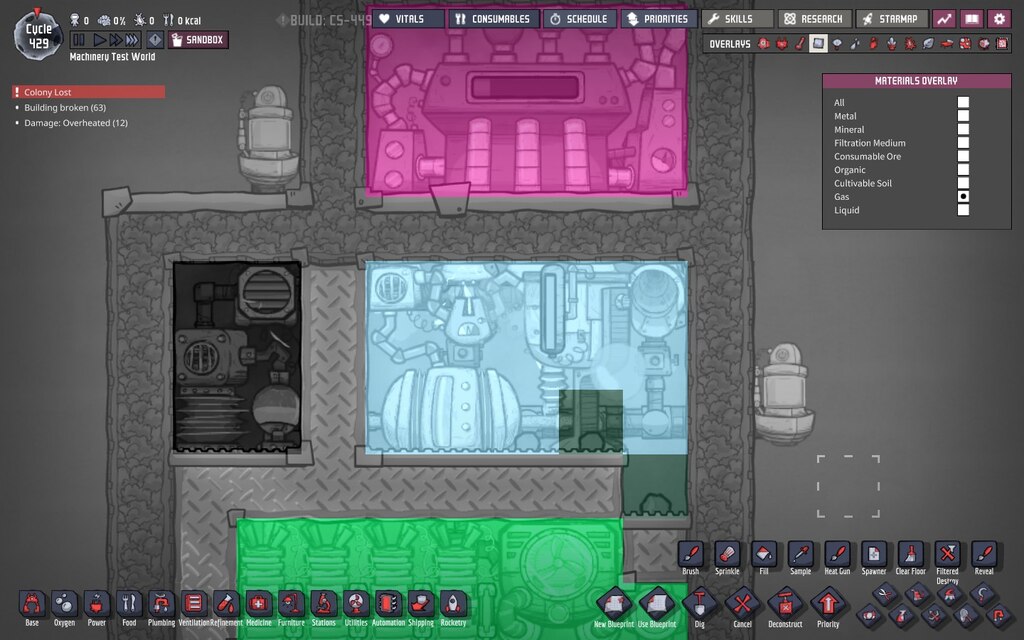 Cycle
429
0 0% 0 0 kcal
BUILD: CS-449
VITALS
CONSUMABLES
SCHEDULE
PRIORITIES
SKILLS
RESEARCH
STARMAP
SANDBOX
Machinery Test World
OVERLAYS
Colony Lost
Building broken (63)
Damage: Overheated (12)
MATERIALS OVERLAY
All
Metal
Mineral
Filtration Medium
Consumable Ore
Organic
Cultivable Soil
Gas
Liquid
Brush
Sprinkle
Fill
Sample
Heat Gun
Spawner
Clear Floor
Filtered Destroy
Reveal
Base
Oxygen
Power
Food
Plumbing
Ventilation
Refinement
Medicine
Furniture
Stations
Utilities
Automation
Shipping
Rocketry
New Blueprint
Use Blueprint
Dig
Cancel
Deconstruct
Priority